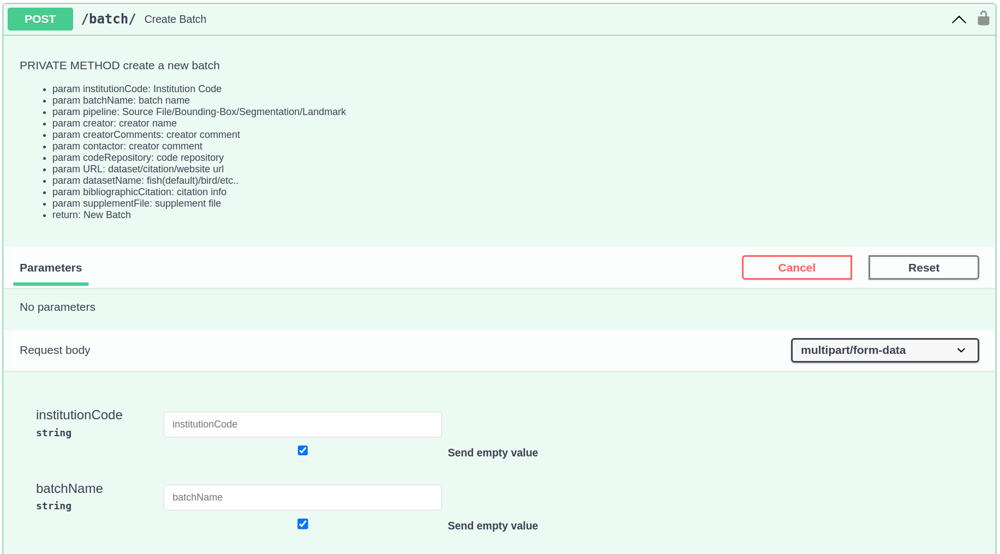 POST /batch/ Create Batch
PRIVATE METHOD create a new batch
param institutionCode: Institution Code
param batchName: batch name
param pipeline: Source File/Bounding-Box/Segmentation/Landmark
param creator: creator name
param creatorComments: creator comment
param contactor: creator comment
param codeRepository: code repository
param URL: dataset/citation/website url
param datasetName: fish(default)/bird/etc..
param bibliographicCitation: citation info
param supplementFile: supplement file
return: New Batch
Parameters Cancel Reset
No parameters
Request body multipart/form-data
institutionCode institutionCode
string
Send empty value
batchName batchName
string
Send empty value